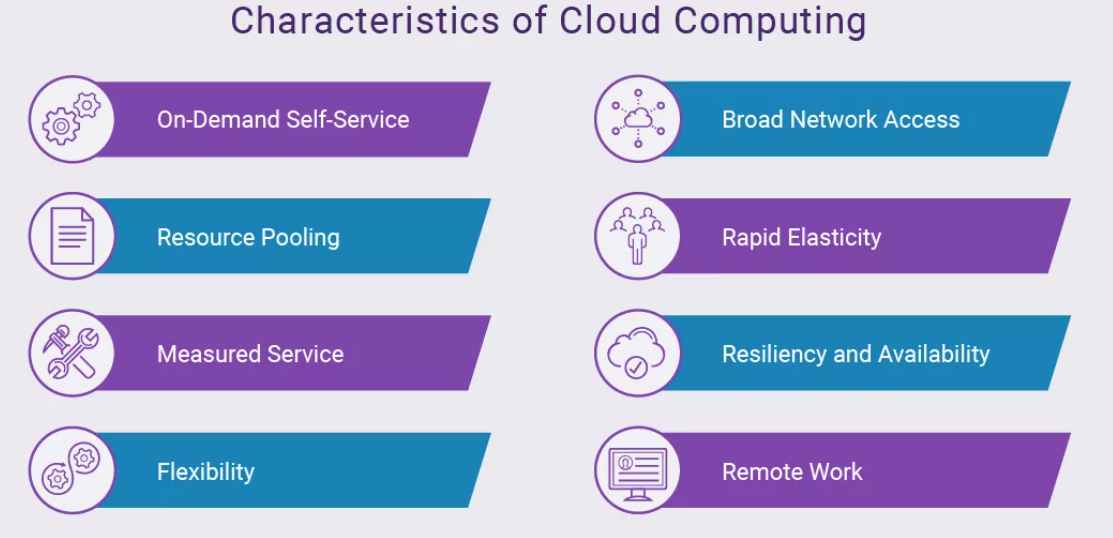 Characteristics of Cloud Computing
On-Demand Self-Service
Broad Network Access
Resource Pooling
Rapid Elasticity
Measured Service
Resiliency and Availability
Flexibility
Remote Work